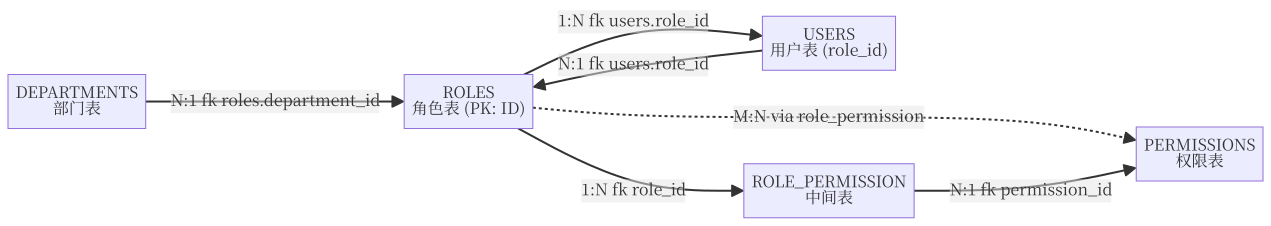 DEPARTMENTS
部门表
N:1 fk roles.department_id
ROLES
角色表 (PK: ID)
1:N fk users.role_id
N:1 fk users.role_id
USERS
用户表 (role_id)
M:N via role_permission
1:N fk role_id
ROLE_PERMISSION
中间表
N:1 fk permission_id
PERMISSIONS
权限表